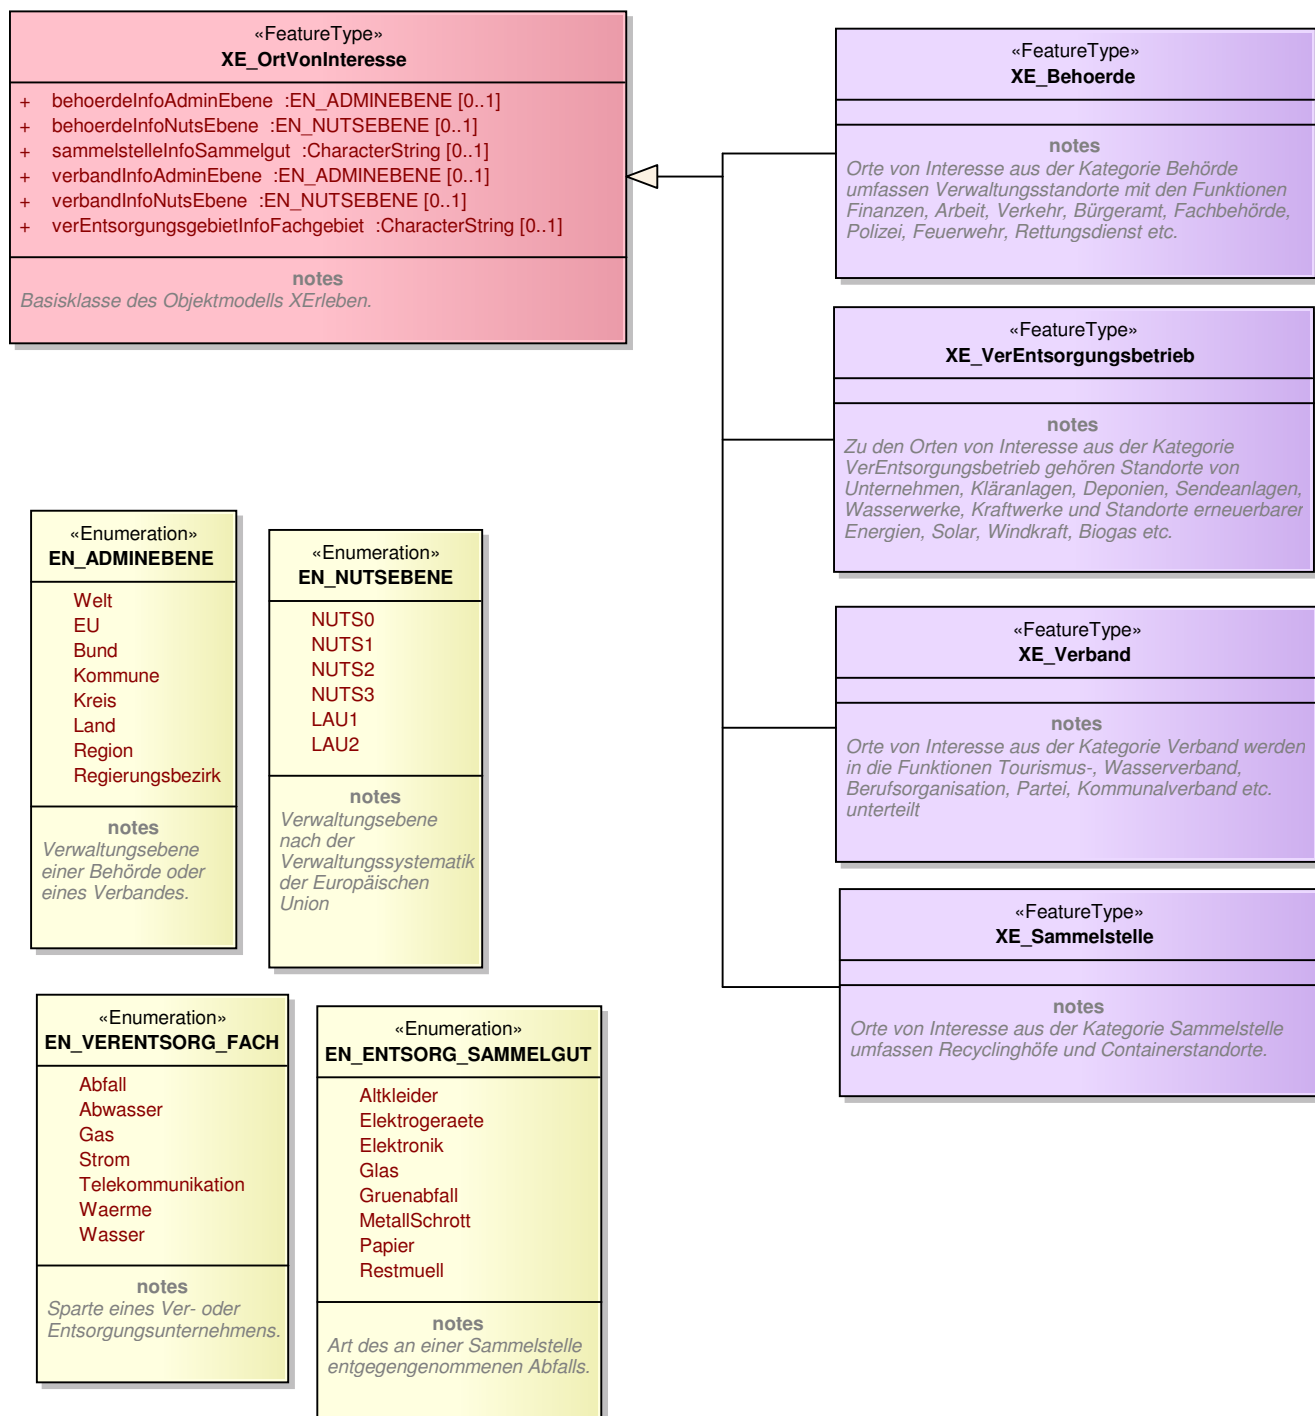 «FeatureType»
XE_OrtVonInteresse
+ behoerdeInfoAdminEbene :EN_ADMINEBENE [0..1]
+ behoerdeInfoNutsEbene :EN_NUTSEBENE [0..1]
+ sammelstelleInfoSammelgut :CharacterString [0..1]
+ verbandInfoAdminEbene :EN_ADMINEBENE [0..1]
+ verbandInfoNutsEbene :EN_NUTSEBENE [0..1]
+ verEntsorgungsgebietInfoFachgebiet :CharacterString [0..1]
notes
Basisklasse des Objektmodells XErleben.
«FeatureType»
XE_Behoerde
notes
Orte von Interesse aus der Kategorie Behörde
umfassen Verwaltungsstandorte mit den Funktionen
Finanzen, Arbeit, Verkehr, Bürgeramt, Fachbehörde,
Polizei, Feuerwehr, Rettungsdienst etc.
«FeatureType»
XE_VerEntsorgungsbetrieb
notes
Zu den Orten von Interesse aus der Kategorie
VerEntsorgungsbetrieb gehören Standorte von
Unternehmen, Kläranlagen, Deponien, Sendeanlagen,
Wasserwerke, Kraftwerke und Standorte erneuerbarer
Energien, Solar, Windkraft, Biogas etc.
«FeatureType»
XE_Verband
notes
Orte von Interesse aus der Kategorie Verband werden
in die Funktionen Tourismus-, Wasserverband,
Berufsorganisation, Partei, Kommunalverband etc.
unterteilt
«FeatureType»
XE_Sammelstelle
notes
Orte von Interesse aus der Kategorie Sammelstelle
umfassen Recyclinghöfe und Containerstandorte.
«Enumeration»
EN_ADMINEBENE
Welt
EU
Bund
Kommune
Kreis
Land
Region
Regierungsbezirk
notes
Verwaltungsebene
einer Behörde oder
eines Verbandes.
«Enumeration»
EN_NUTSEBENE
NUTS0
NUTS1
NUTS2
NUTS3
LAU1
LAU2
notes
Verwaltungsebene
nach der
Verwaltungssystematik
der Europäischen
Union
«Enumeration»
EN_VERENTSORG_FACH
Abfall
Abwasser
Gas
Strom
Telekommunikation
Waerme
Wasser
notes
Sparte eines Ver- oder
Entsorgungsunternehmens.
«Enumeration»
EN_ENTSORG_SAMMELGUT
Altkleider
Elektrogeraete
Elektronik
Glas
Gruenabfall
MetallSchrott
Papier
Restmuell
notes
Art des an einer Sammelstelle
entgegengenommenen Abfalls.